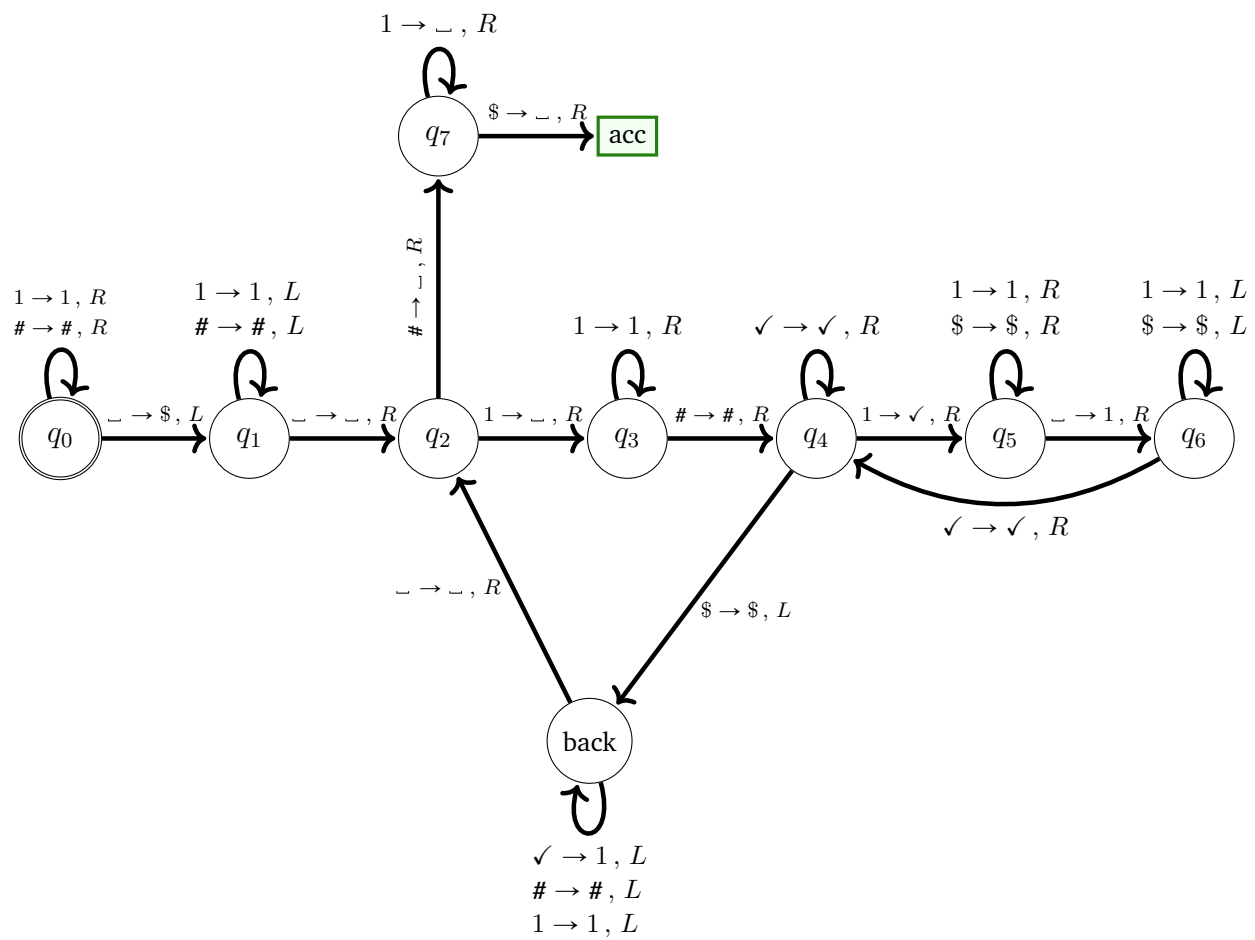 1 → ␣ , R
q7
$ → ␣ , R
acc
# → ␣ , R
1 → 1 , R
# → # , R
1 → 1 , L
# → # , L
1 → 1 , R
✓ → ✓ , R
1 → 1 , R
$ → $ , R
1 → 1 , L
$ → $ , L
q0
␣ → $ , L
q1
␣ → ␣ , R
q2
1 → ␣ , R
q3
# → # , R
q4
1 → ✓ , R
q5
␣ → 1 , R
q6
✓ → ✓ , R
␣ → ␣ , R
$ → $ , L
back
✓ → 1 , L
# → # , L
1 → 1 , L